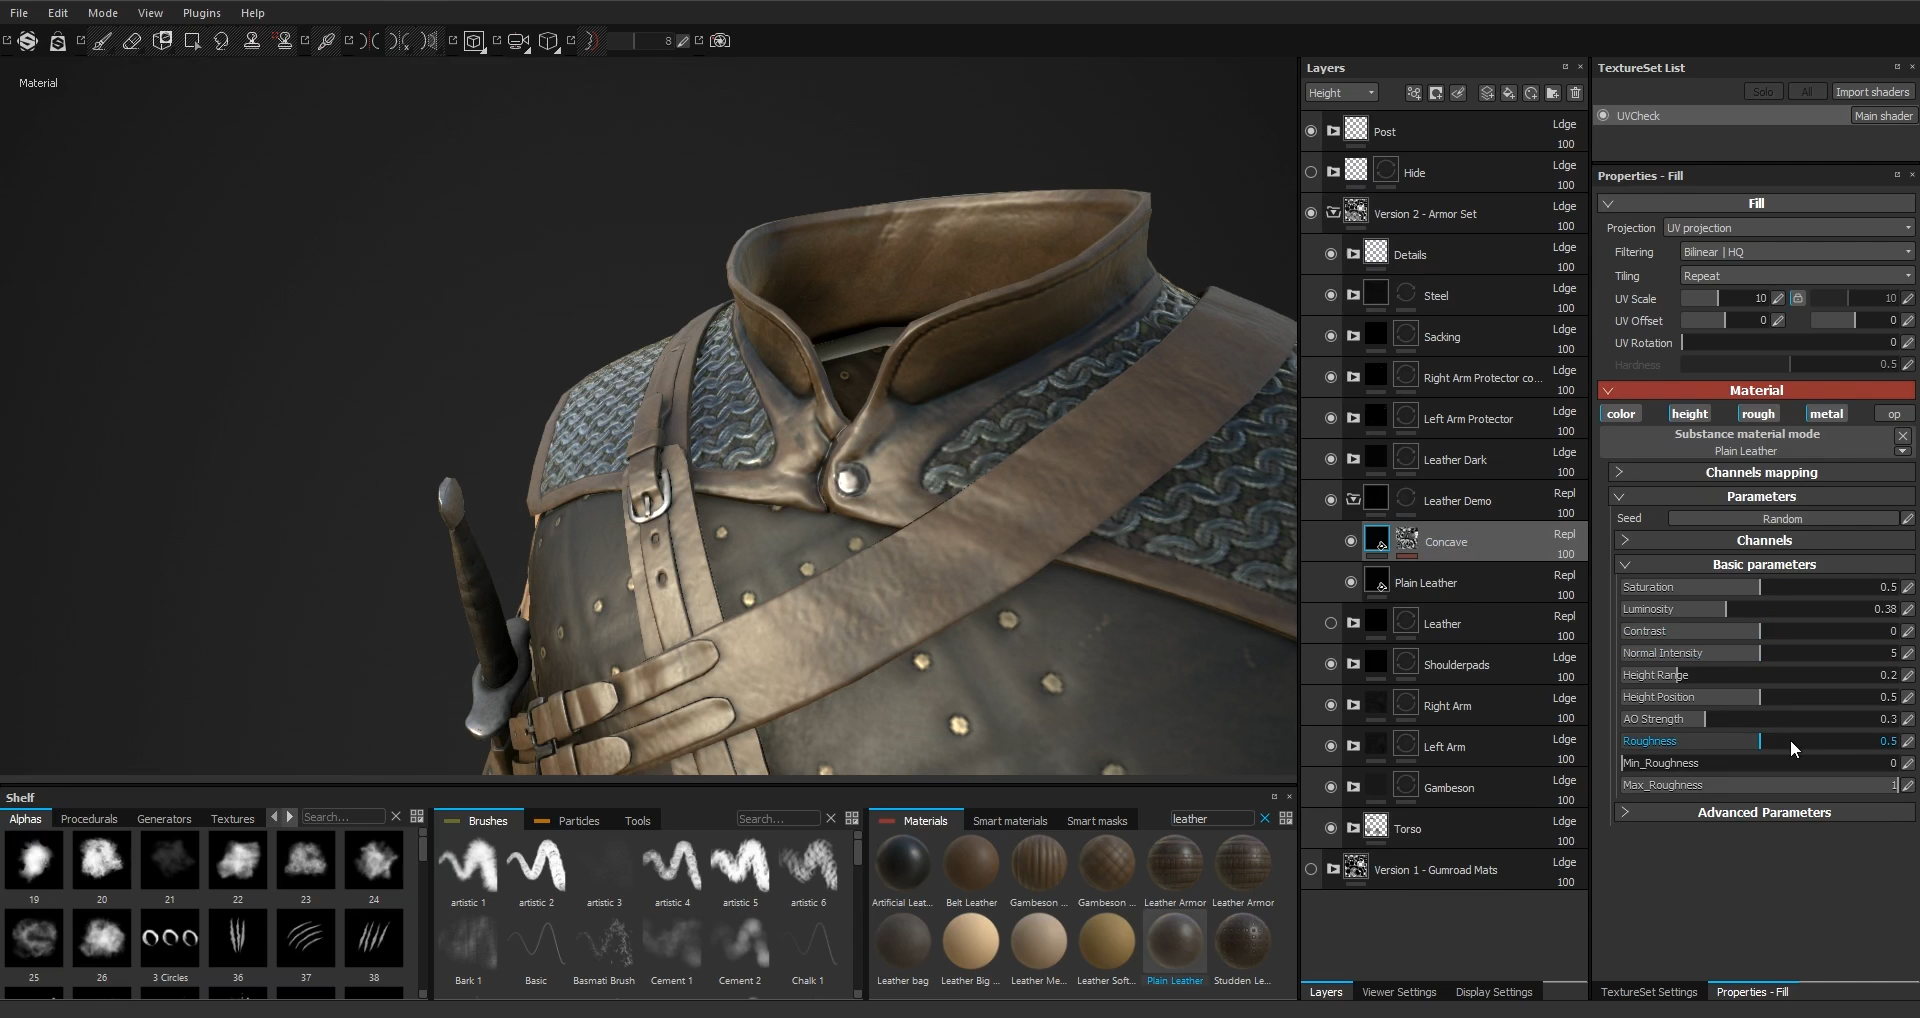 File Edit Mode View Plugins Help
8
Material
Layers
Height
Post Ldge 100
Hide Ldge 100
Version 2 - Armor Set Ldge 100
Details Ldge 100
Steel Ldge 100
Sacking Ldge 100
Right Arm Protector co... Ldge 100
Left Arm Protector Ldge 100
Leather Dark Ldge 100
Leather Demo Repl 100
Concave Repl 100
Plain Leather Repl 100
Leather Repl 100
Shoulderpads Ldge 100
Right Arm Ldge 100
Left Arm Ldge 100
Gambeson Ldge 100
Torso Ldge 100
Version 1 - Gumroad Mats Ldge 100
Layers Viewer Settings Display Settings
TextureSet List
Solo All Import shaders
UVCheck Main shader
Properties - Fill
Fill
Projection UV projection
Filtering Bilinear | HQ
Tiling Repeat
UV Scale 10 10
UV Offset 0 0
UV Rotation 0
Hardness 0.5
Material
color height rough metal op
Substance material mode
Plain Leather
Channels mapping
Parameters
Seed Random
Channels
Basic parameters
Saturation 0.5
Luminosity 0.38
Contrast 0
Normal Intensity 5
Height Range 0.2
Height Position 0.5
AO Strength 0.3
Roughness 0.5
Min_Roughness 0
Max_Roughness 1
Advanced Parameters
TextureSet Settings Properties - Fill
Shelf
Alphas Procedurals Generators Textures Search...
19 20 21 22 23 24
25 26 3 Circles 36 37 38
Brushes Particles Tools Search...
artistic 1 artistic 2 artistic 3 artistic 4 artistic 5 artistic 6
Bark 1 Basic Basmati Brush Cement 1 Cement 2 Chalk 1
Materials Smart materials Smart masks leather
Artificial Leat... Belt Leather Gambeson ... Gambeson ... Leather Armor Leather Armor
Leather bag Leather Big ... Leather Me... Leather Soft... Plain Leather Studden Le...